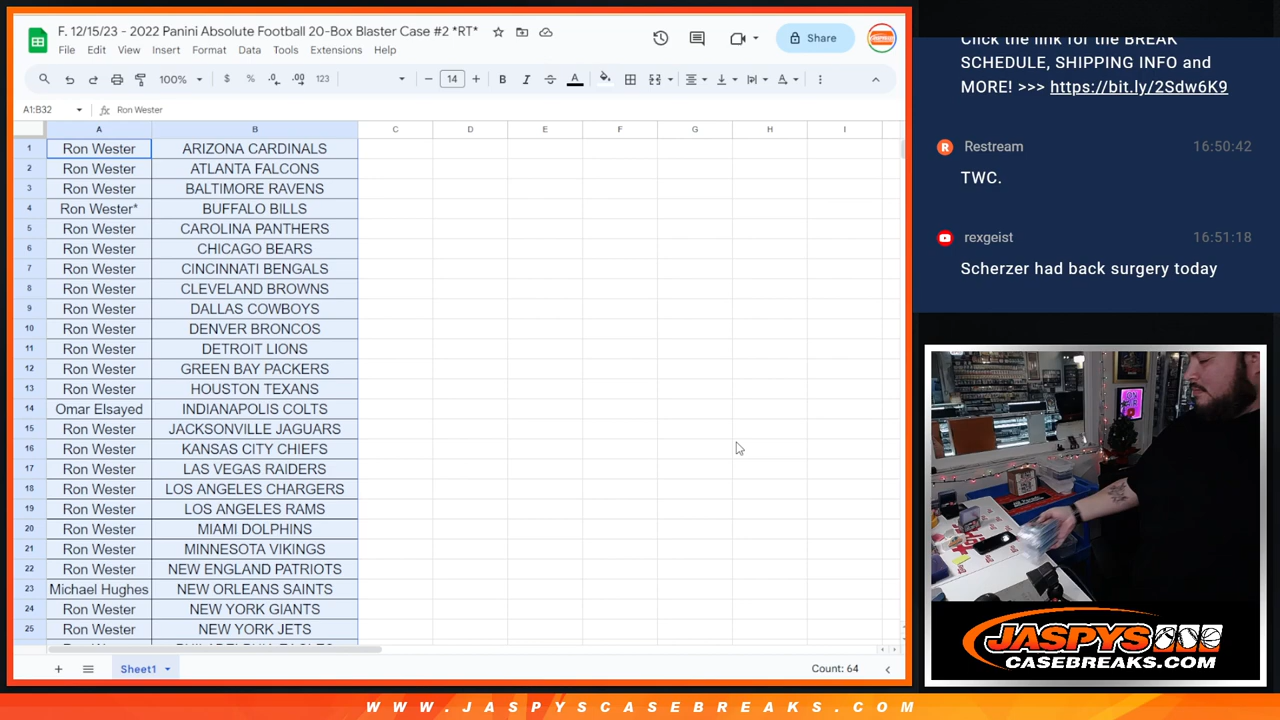 F. 12/15/23 - 2022 Panini Absolute Football 20-Box Blaster Case #2 *RT*
File Edit View Insert Format Data Tools Extensions Help
Share
100% $ % .0 .00 123 14 B I A
A1:B32 fx Ron Wester
A B C D E F G H I
1 Ron Wester ARIZONA CARDINALS
2 Ron Wester ATLANTA FALCONS
3 Ron Wester BALTIMORE RAVENS
4 Ron Wester* BUFFALO BILLS
5 Ron Wester CAROLINA PANTHERS
6 Ron Wester CHICAGO BEARS
7 Ron Wester CINCINNATI BENGALS
8 Ron Wester CLEVELAND BROWNS
9 Ron Wester DALLAS COWBOYS
10 Ron Wester DENVER BRONCOS
11 Ron Wester DETROIT LIONS
12 Ron Wester GREEN BAY PACKERS
13 Ron Wester HOUSTON TEXANS
14 Omar Elsayed INDIANAPOLIS COLTS
15 Ron Wester JACKSONVILLE JAGUARS
16 Ron Wester KANSAS CITY CHIEFS
17 Ron Wester LAS VEGAS RAIDERS
18 Ron Wester LOS ANGELES CHARGERS
19 Ron Wester LOS ANGELES RAMS
20 Ron Wester MIAMI DOLPHINS
21 Ron Wester MINNESOTA VIKINGS
22 Ron Wester NEW ENGLAND PATRIOTS
23 Michael Hughes NEW ORLEANS SAINTS
24 Ron Wester NEW YORK GIANTS
25 Ron Wester NEW YORK JETS
Sheet1
Count: 64
Click the link for the BREAK
SCHEDULE, SHIPPING INFO and
MORE! >>> https://bit.ly/2Sdw6K9
Restream 16:50:42
TWC.
rexgeist 16:51:18
Scherzer had back surgery today
JASPYS
CASEBREAKS.COM
WWW.JASPYSCASEBREAKS.COM